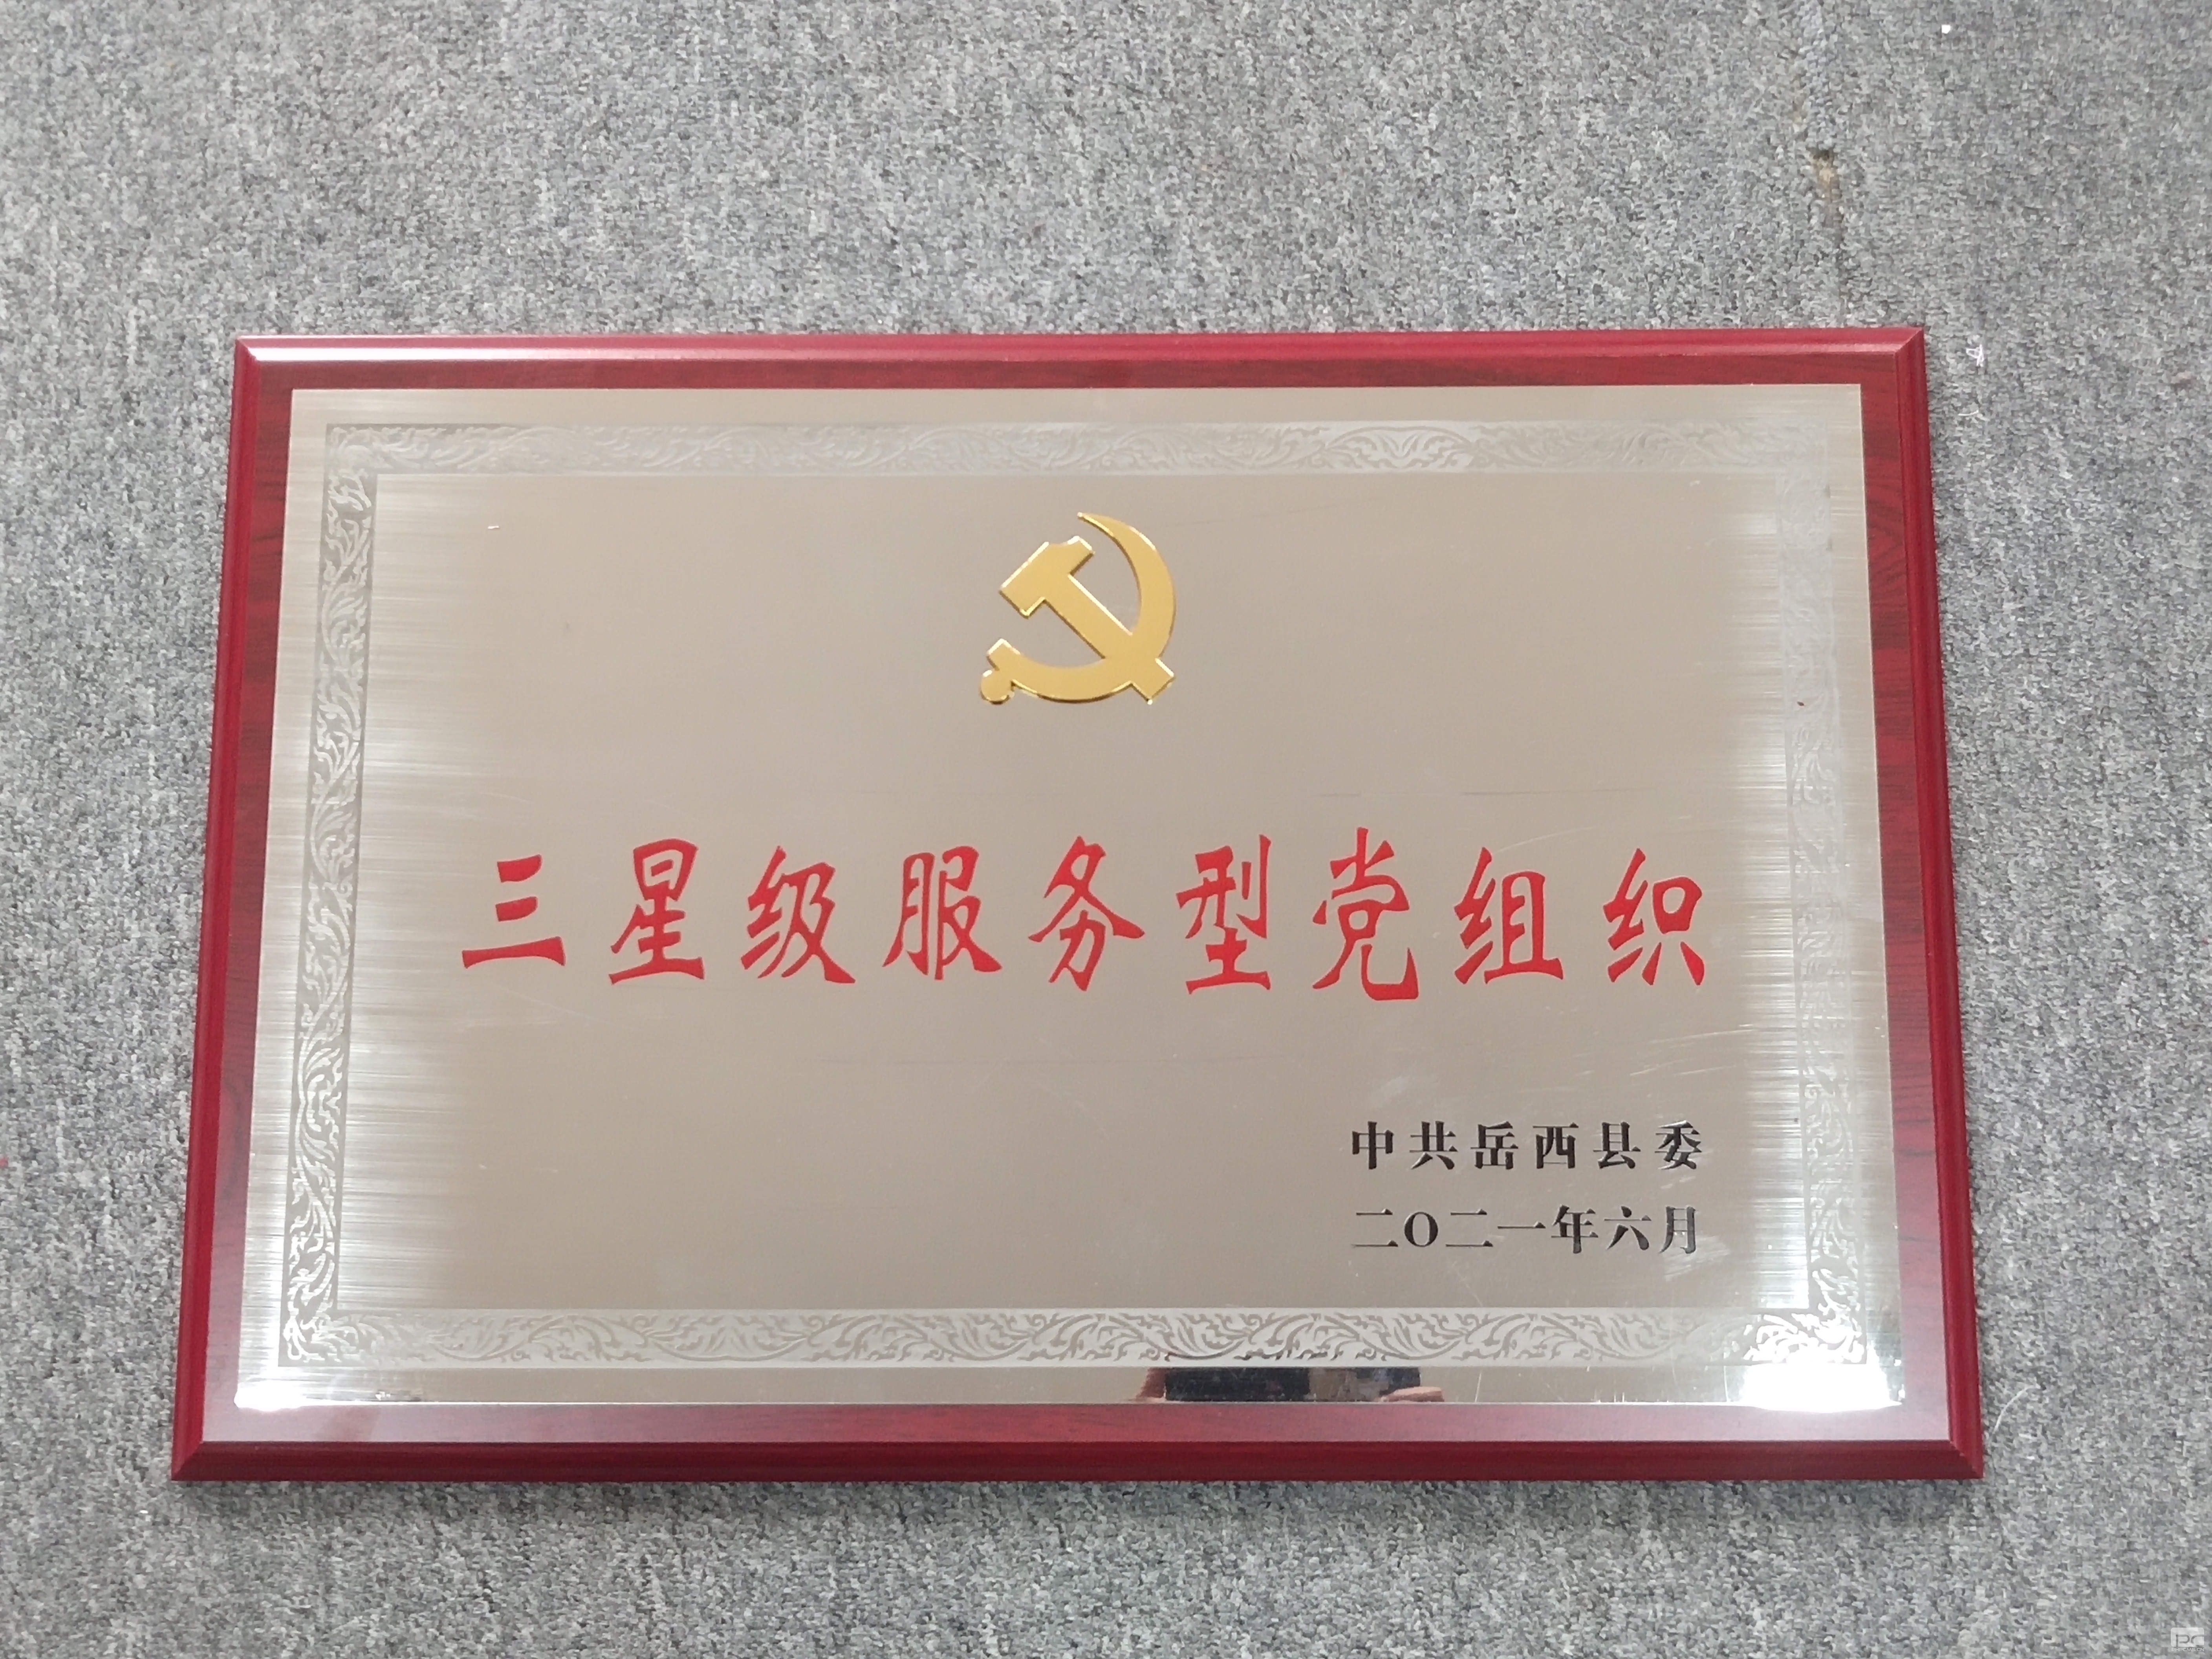 三星级服务型党组织
中共岳西县委
二〇二一年六月